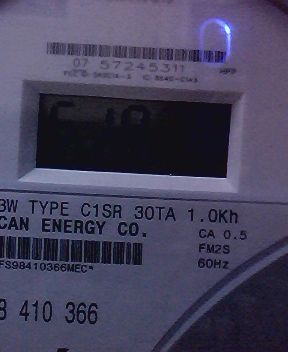 07 57245311
3W TYPE C1SR 30TA 1.0Kh
CAN ENERGY CO.
CA 0.5
FM2S
60Hz
FS98410366MEC*
8 410 366